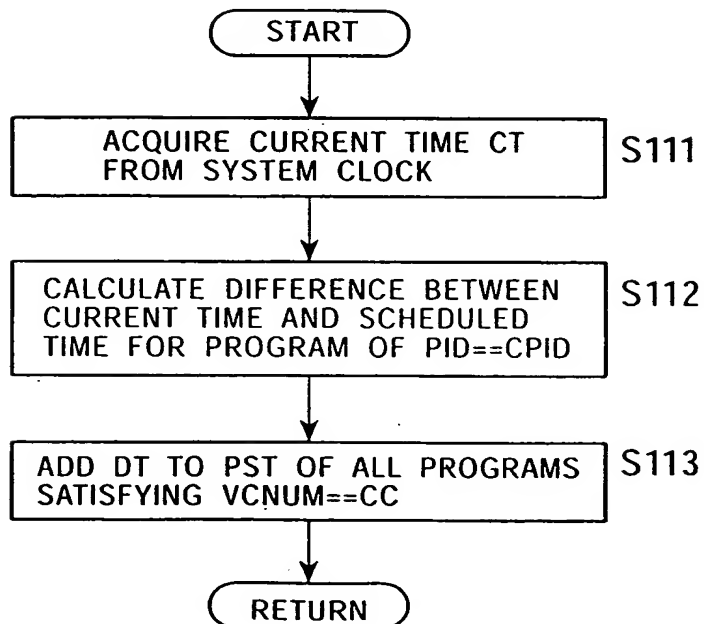 START
ACQUIRE CURRENT TIME CT
FROM SYSTEM CLOCK
S111
CALCULATE DIFFERENCE BETWEEN
CURRENT TIME AND SCHEDULED
TIME FOR PROGRAM OF PID==CPID
S112
ADD DT TO PST OF ALL PROGRAMS
SATISFYING VCNUM==CC
S113
RETURN